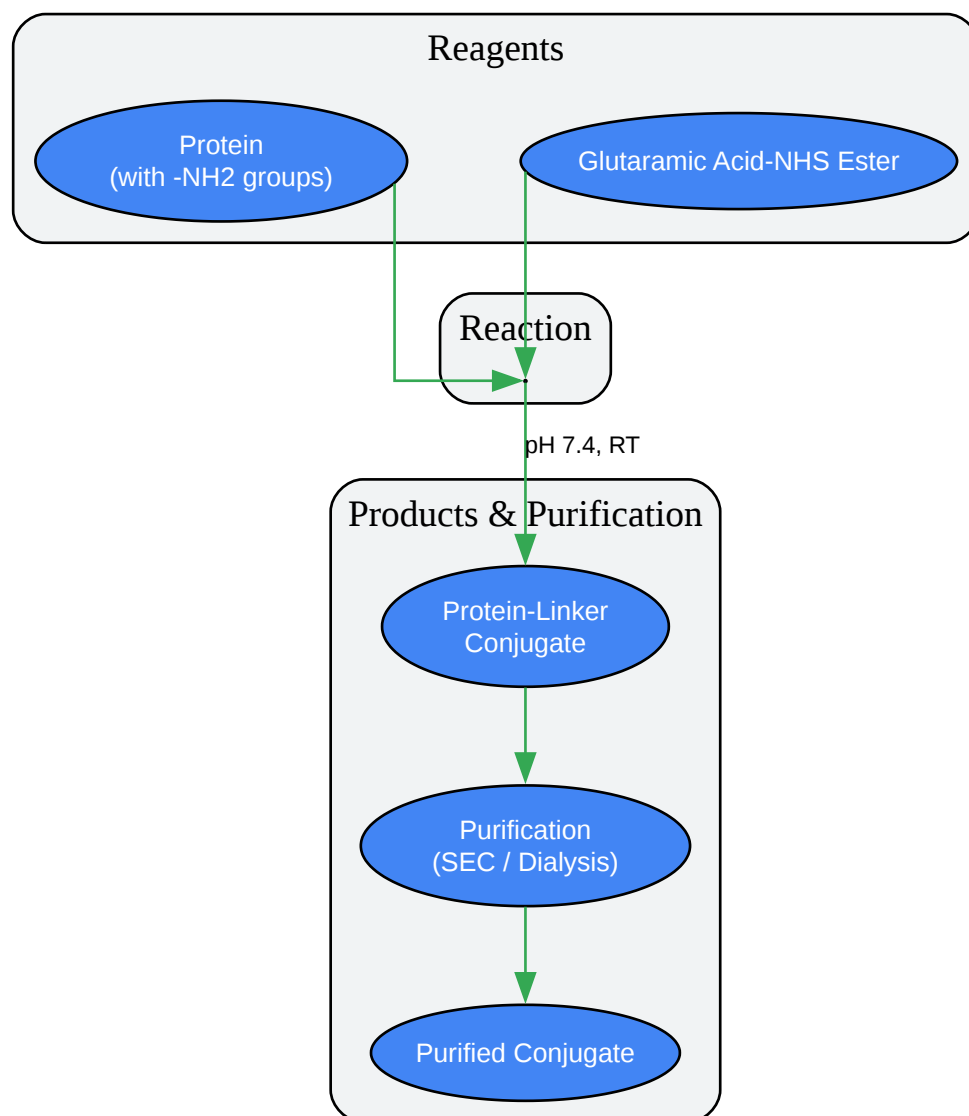 Reagents
Protein
(with -NH2 groups)
Glutaramic Acid-NHS Ester
Reaction
pH 7.4, RT
Products & Purification
Protein-Linker
Conjugate
Purification
(SEC / Dialysis)
Purified Conjugate